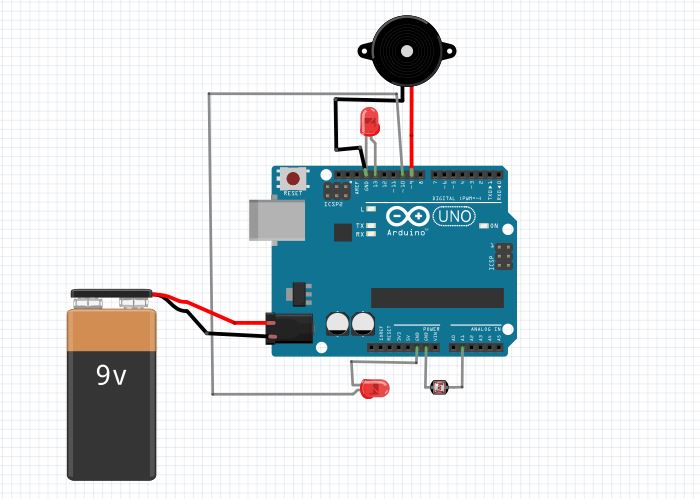 RESET
ICSP2
AREF
GND
13
12
~11
~10
~9
8
7
~6
~5
4
~3
2
TX▶1
RX◀0
DIGITAL (PWM=~)
L
TX
RX
UNO
Arduino™
ON
ICSP
9v
POWER
ANALOG IN
IOREF
RESET
3V3
5V
GND
GND
VIN
A0
A1
A2
A3
A4
A5